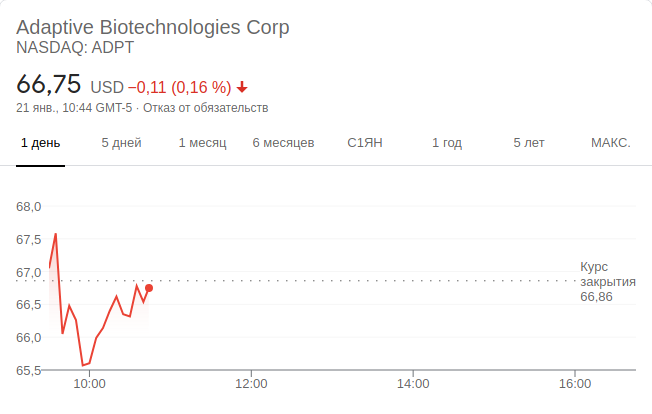 Adaptive Biotechnologies Corp
NASDAQ: ADPT
66,75 USD −0,11 (0,16 %)
21 янв., 10:44 GMT-5 · Отказ от обязательств
1 день 5 дней 1 месяц 6 месяцев С1ЯН 1 год 5 лет МАКС.
68,0
67,5
67,0
66,5
66,0
65,5
Курс
закрытия
66,86
10:00 12:00 14:00 16:00